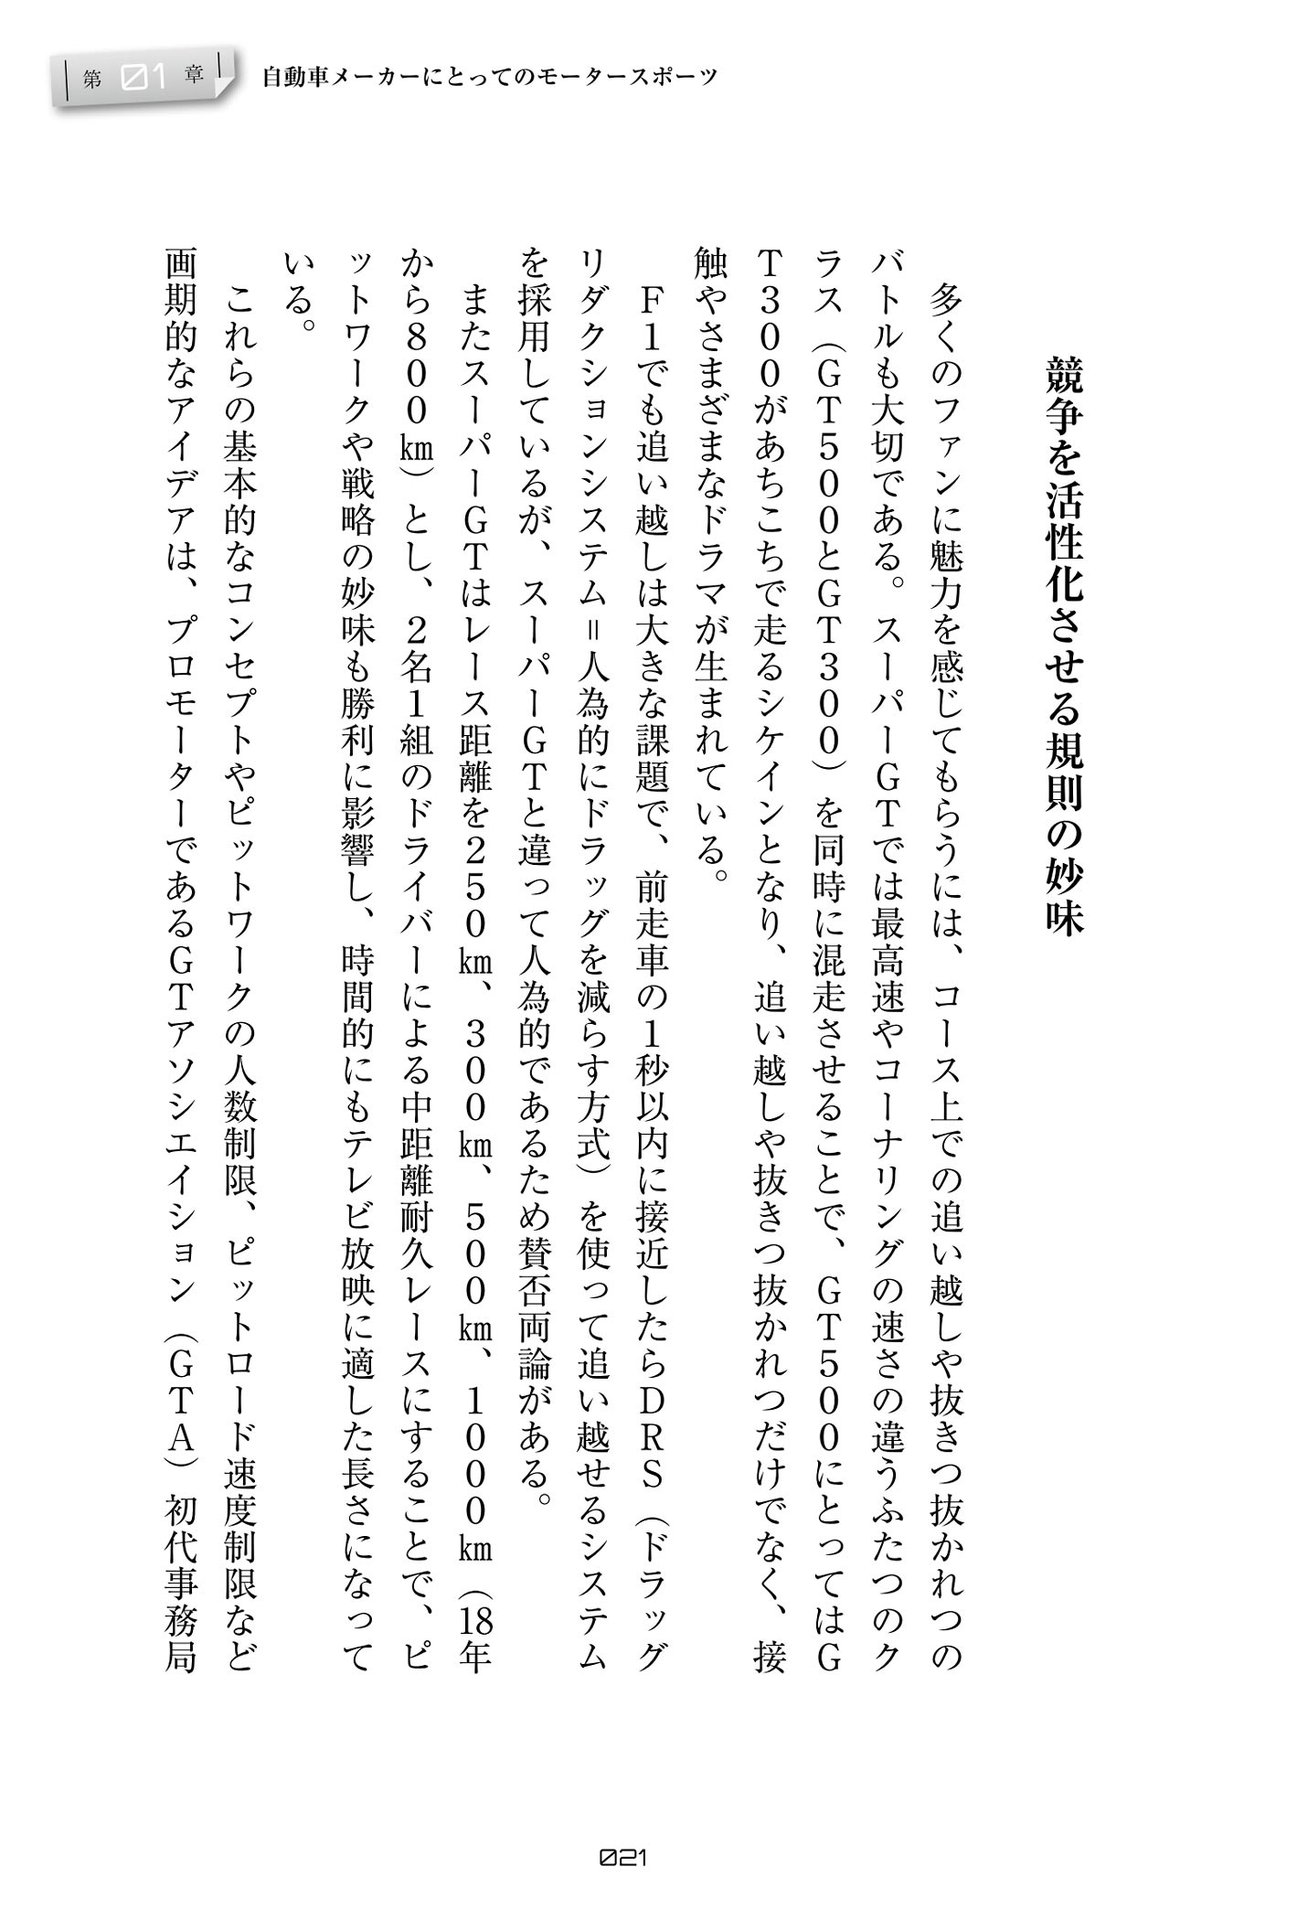 第01章
自動車メーカーにとってのモータースポーツ
競争を活性化させる規則の妙味
多くのファンに魅力を感じてもらうには、コース上での追い越しや抜きつ抜かれつの
バトルも大切である。スーパーGTでは最高速やコーナリングの速さの違うふたつのク
ラス（GT500とGT300）を同時に混走させることで、GT500にとってはG
T300があちこちで走るシケインとなり、追い越しや抜きつ抜かれつだけでなく、接
触やさまざまなドラマが生まれている。
F1でも追い越しは大きな課題で、前走車の1秒以内に接近したらDRS（ドラッグ
リダクションシステム＝人為的にドラッグを減らす方式）を使って追い越せるシステム
を採用しているが、スーパーGTと違って人為的であるため賛否両論がある。
またスーパーGTはレース距離を250㎞、300㎞、500㎞、1000㎞（18年
から800㎞）とし、2名1組のドライバーによる中距離耐久レースにすることで、ピ
ットワークや戦略の妙味も勝利に影響し、時間的にもテレビ放映に適した長さになって
いる。
これらの基本的なコンセプトやピットワークの人数制限、ピットロード速度制限など
画期的なアイデアは、プロモーターであるGTアソシエイション（GTA）初代事務局
021